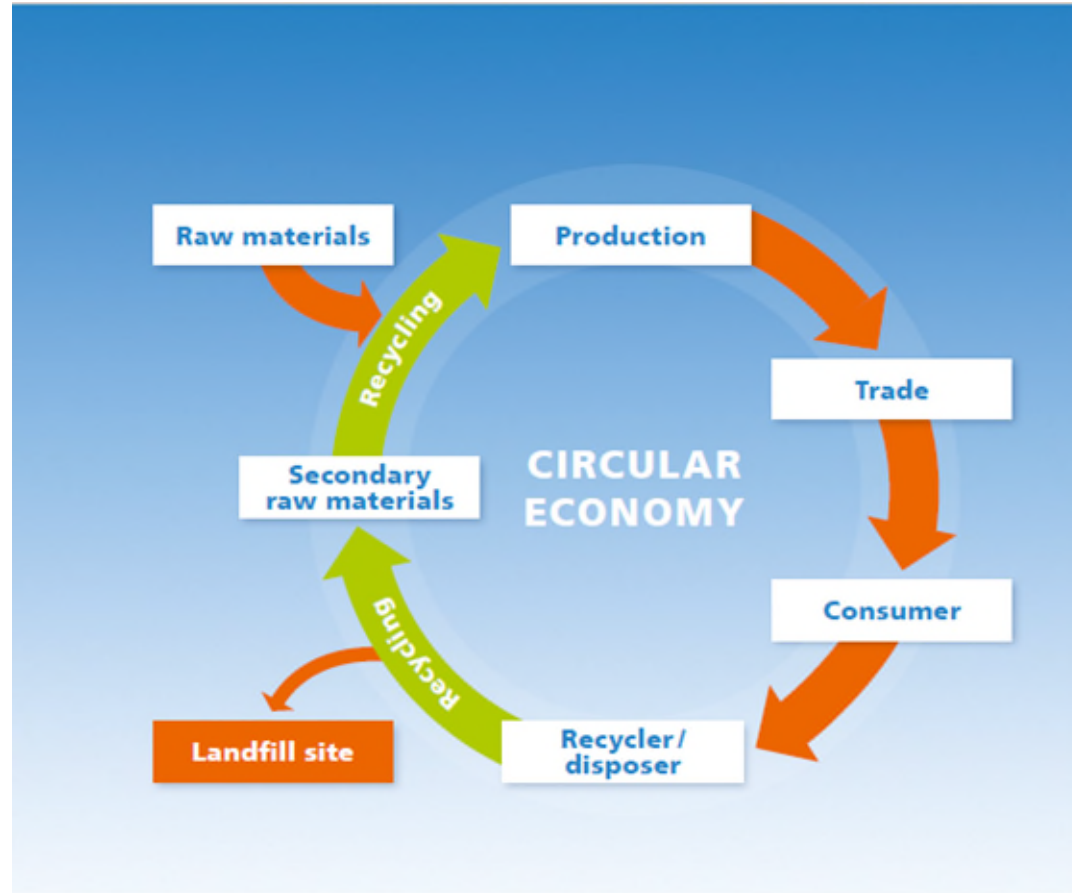 Raw materials
Production
Recycling
Trade
CIRCULAR
ECONOMY
Secondary
raw materials
Consumer
Recycling
Landfill site
Recycler/
disposer